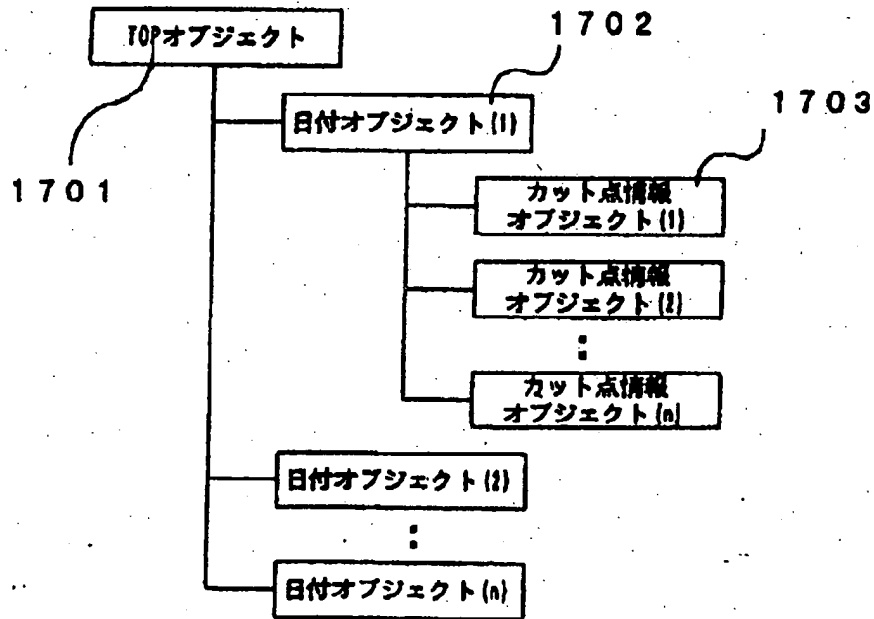 TOPオブジェクト
1702
日付オブジェクト(1)
1703
1701
カット点情報
オブジェクト(1)
カット点情報
オブジェクト(2)
カット点情報
オブジェクト(n)
日付オブジェクト(2)
日付オブジェクト(n)